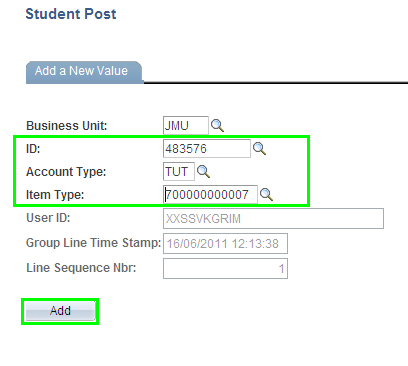 Student Post
Add a New Value
Business Unit: JMU
ID: 483576
Account Type: TUT
Item Type: 700000000007
User ID: XXSSVKGRIM
Group Line Time Stamp: 16/06/2011 12:13:38
Line Sequence Nbr: 1
Add